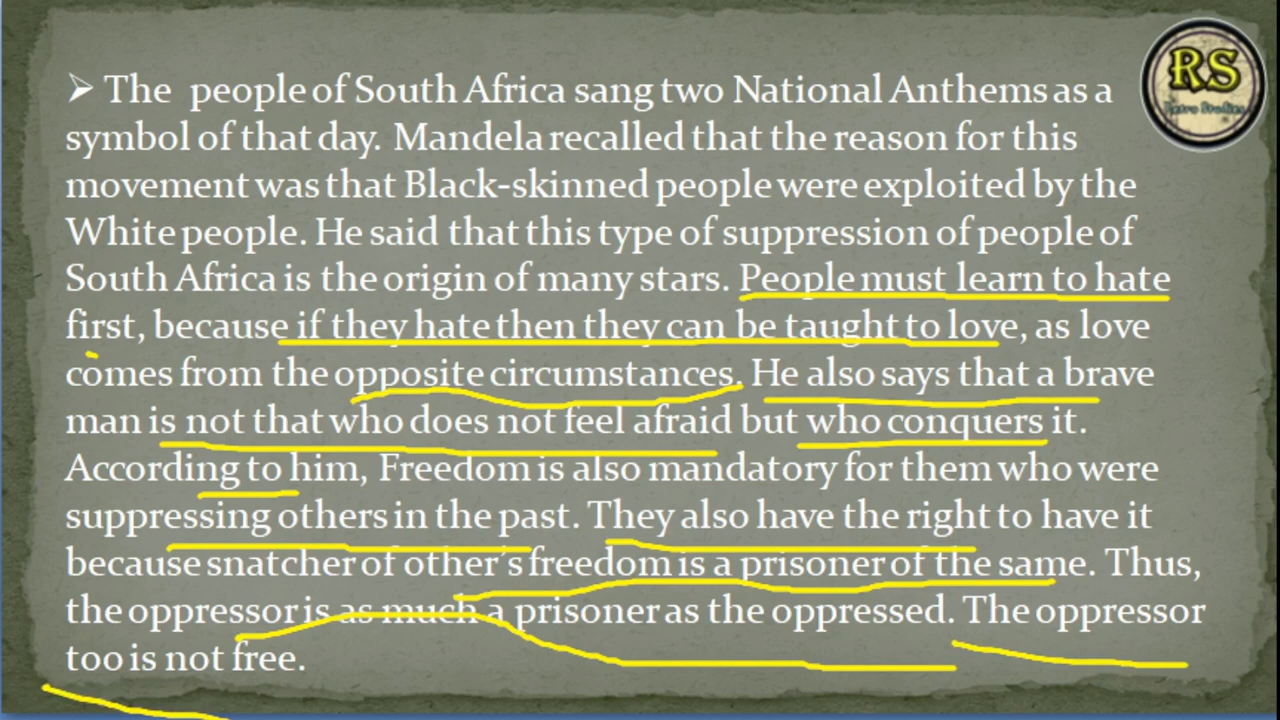 RS
➢ The people of South Africa sang two National Anthems as a
symbol of that day. Mandela recalled that the reason for this
movement was that Black-skinned people were exploited by the
White people. He said that this type of suppression of people of
South Africa is the origin of many stars. People must learn to hate
first, because if they hate then they can be taught to love, as love
comes from the opposite circumstances. He also says that a brave
man is not that who does not feel afraid but who conquers it.
According to him, Freedom is also mandatory for them who were
suppressing others in the past. They also have the right to have it
because snatcher of other's freedom is a prisoner of the same. Thus,
the oppressor is as much a prisoner as the oppressed. The oppressor
too is not free.